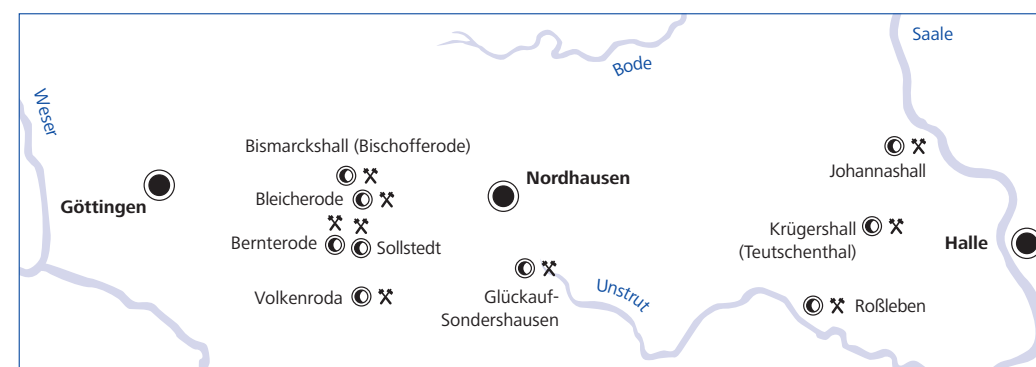 Saale
Bode
Weser
Bismarckshall (Bischofferode)
Johannashall
Nordhausen
Bleicherode
Göttingen
Krügershall
(Teutschenthal)
Halle
Bernterode
Sollstedt
Volkenroda
Glückauf-
Sondershausen
Unstrut
Roßleben